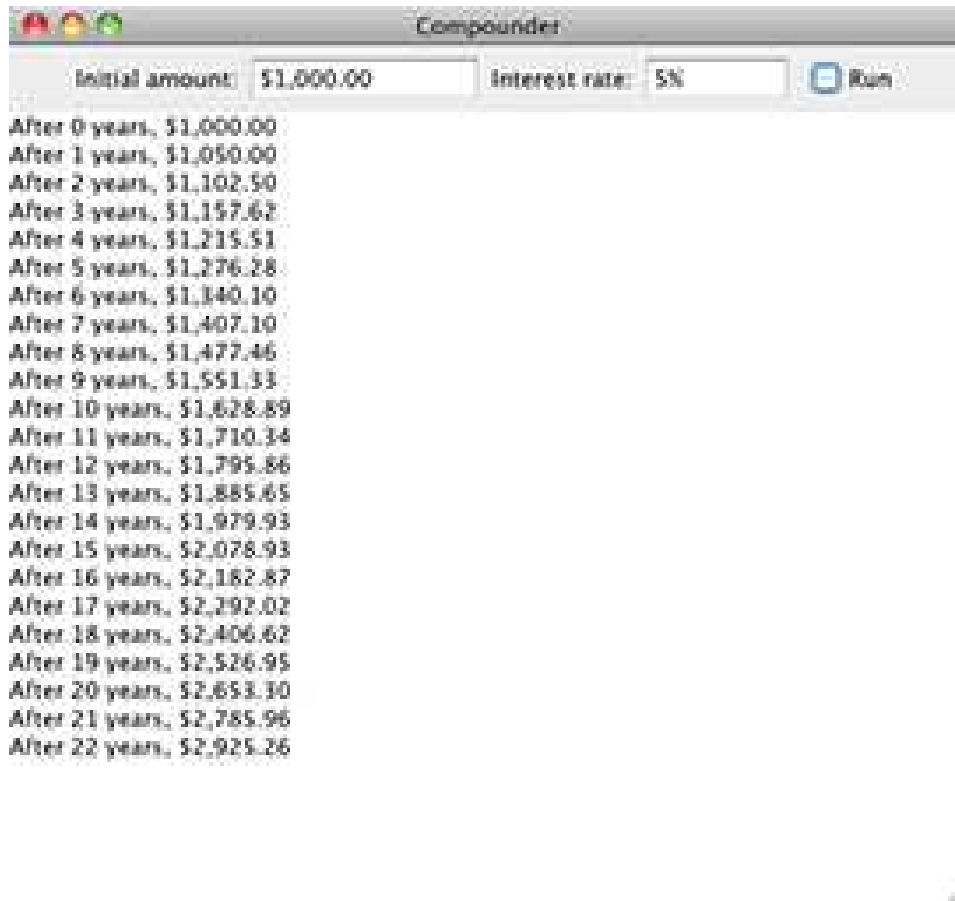 Compounder
Initial amount: $1,000.00 Interest rate: 5% Run
After 0 years, $1,000.00
After 1 years, $1,050.00
After 2 years, $1,102.50
After 3 years, $1,157.62
After 4 years, $1,215.51
After 5 years, $1,276.28
After 6 years, $1,340.10
After 7 years, $1,407.10
After 8 years, $1,477.46
After 9 years, $1,551.33
After 10 years, $1,628.89
After 11 years, $1,710.34
After 12 years, $1,795.86
After 13 years, $1,885.65
After 14 years, $1,979.93
After 15 years, $2,078.93
After 16 years, $2,182.87
After 17 years, $2,292.02
After 18 years, $2,406.62
After 19 years, $2,526.95
After 20 years, $2,653.30
After 21 years, $2,785.96
After 22 years, $2,925.26